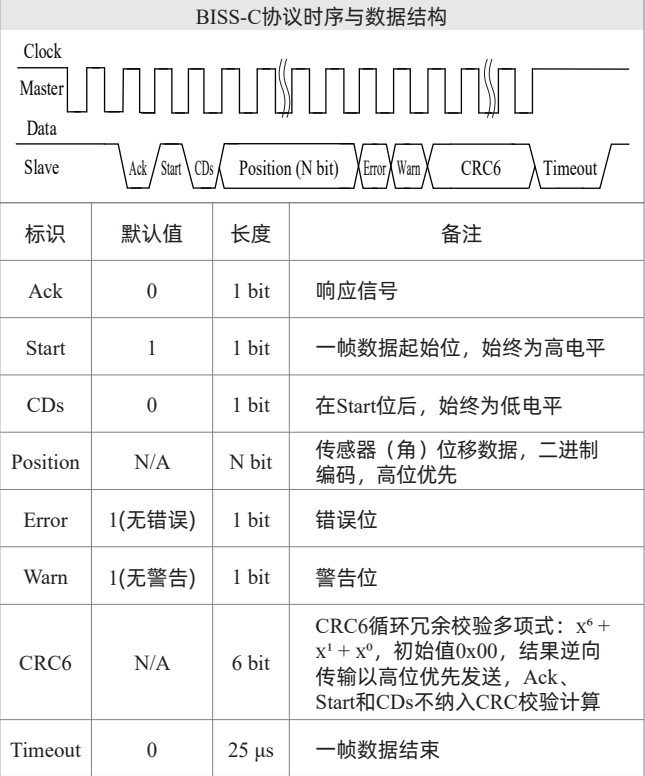 BISS-C协议时序与数据结构
Clock
Master
Data
Slave
Ack Start CDs Position (N bit) Error Warn CRC6 Timeout
标识 默认值 长度 备注
Ack 0 1 bit 响应信号
Start 1 1 bit 一帧数据起始位，始终为高电平
CDs 0 1 bit 在Start位后，始终为低电平
Position N/A N bit 传感器（角）位移数据，二进制
编码，高位优先
Error 1(无错误) 1 bit 错误位
Warn 1(无警告) 1 bit 警告位
CRC6 N/A 6 bit CRC6循环冗余校验多项式：x⁶ +
x¹ + x⁰，初始值0x00，结果逆向
传输以高位优先发送，Ack、
Start和CDs不纳入CRC校验计算
Timeout 0 25 μs 一帧数据结束